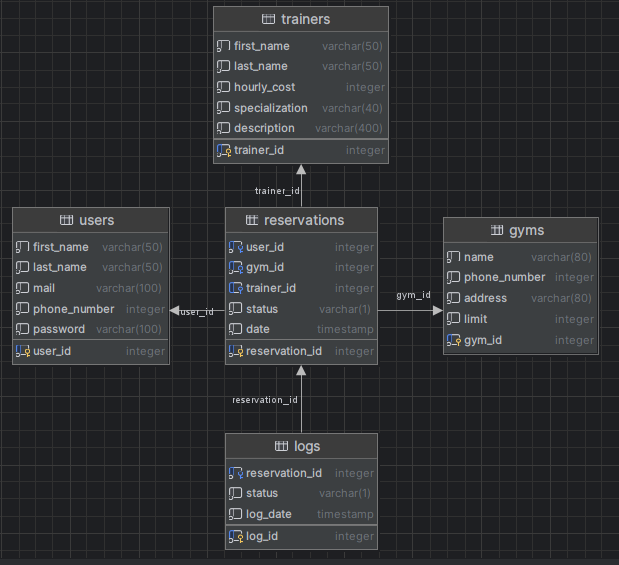 trainers
first_name varchar(50)
last_name varchar(50)
hourly_cost integer
specialization varchar(40)
description varchar(400)
trainer_id integer
trainer_id
users
first_name varchar(50)
last_name varchar(50)
mail varchar(100)
phone_number integer
password varchar(100)
user_id integer
user_id
reservations
user_id integer
gym_id integer
trainer_id integer
status varchar(1)
date timestamp
reservation_id integer
gym_id
gyms
name varchar(80)
phone_number integer
address varchar(80)
limit integer
gym_id integer
reservation_id
logs
reservation_id integer
status varchar(1)
log_date timestamp
log_id integer